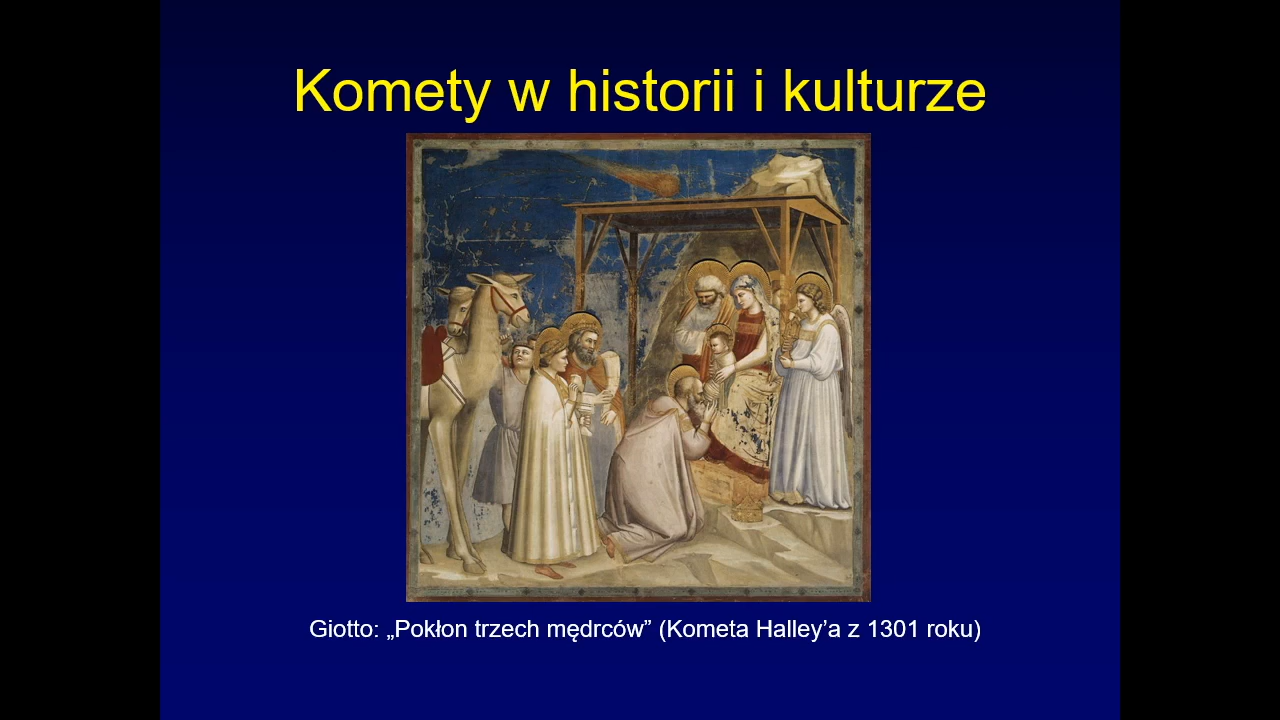 Komety w historii i kulturze
Giotto: „Pokłon trzech mędrców” (Kometa Halley’a z 1301 roku)